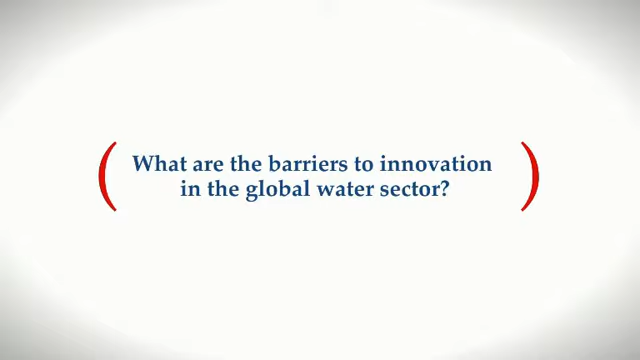 What are the barriers to innovation
in the global water sector?